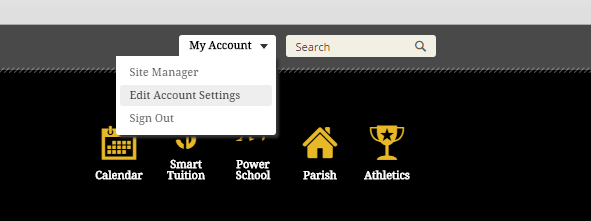 My Account
Search
Site Manager
Edit Account Settings
Sign Out
Calendar
Smart
Tuition
Power
School
Parish
Athletics